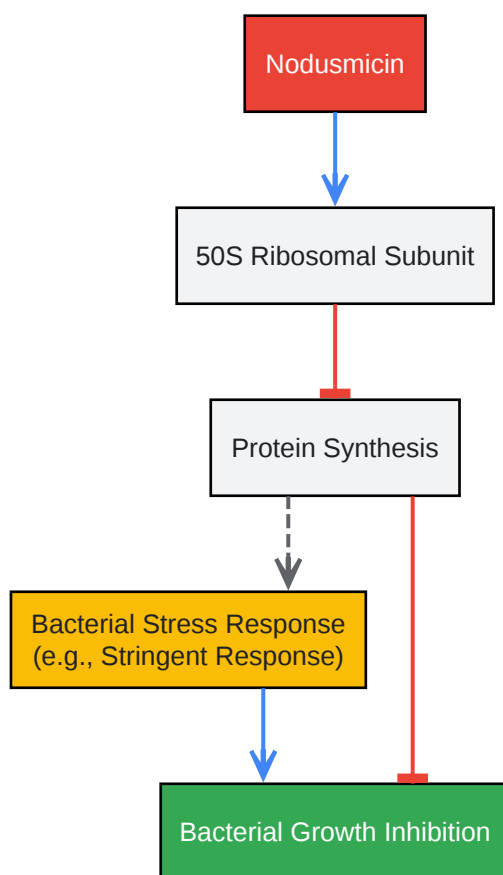 Nodusmicin
50S Ribosomal Subunit
Protein Synthesis
Bacterial Stress Response
(e.g., Stringent Response)
Bacterial Growth Inhibition